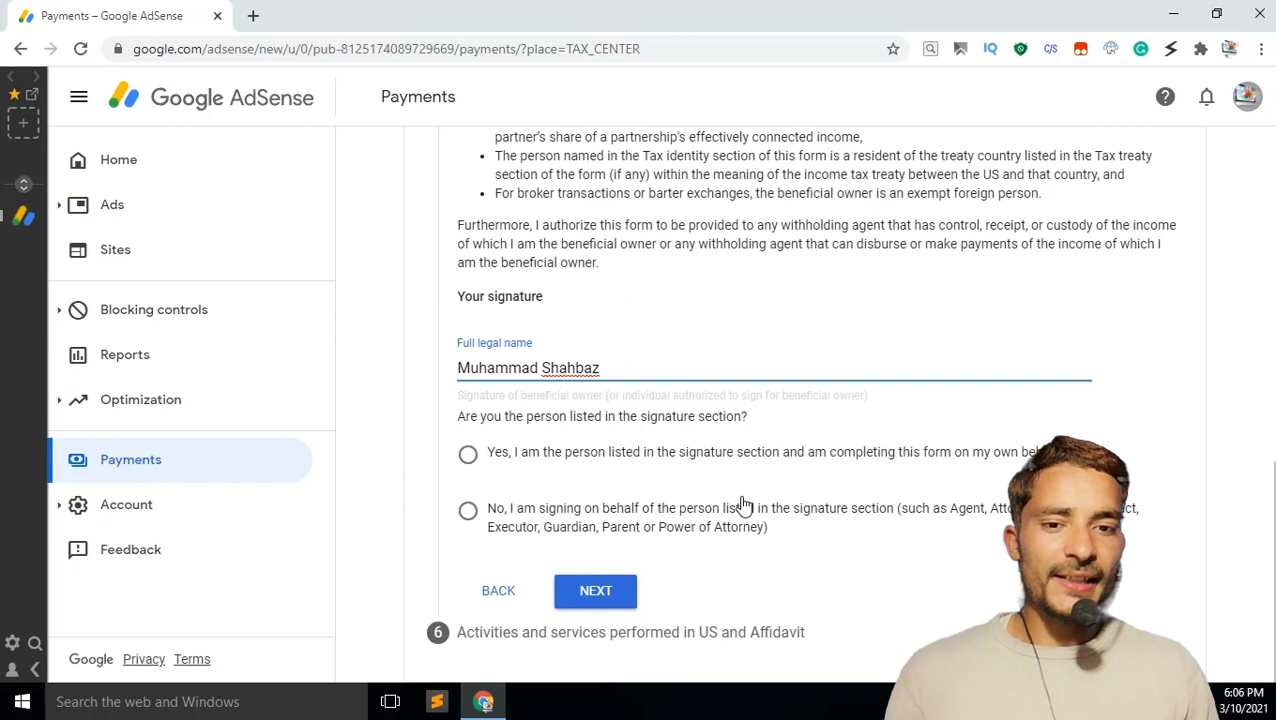 Payments – Google AdSense
google.com/adsense/new/u/0/pub-8125174089729669/payments/?place=TAX_CENTER
Google AdSense
Payments
Home
Ads
Sites
Blocking controls
Reports
Optimization
Payments
Account
Feedback
Google Privacy Terms
partner's share of a partnership's effectively connected income,
• The person named in the Tax identity section of this form is a resident of the treaty country listed in the Tax treaty
section of the form (if any) within the meaning of the income tax treaty between the US and that country, and
• For broker transactions or barter exchanges, the beneficial owner is an exempt foreign person.
Furthermore, I authorize this form to be provided to any withholding agent that has control, receipt, or custody of the income
of which I am the beneficial owner or any withholding agent that can disburse or make payments of the income of which I
am the beneficial owner.
Your signature
Full legal name
Muhammad Shahbaz
Signature of beneficial owner (or individual authorized to sign for beneficial owner)
Are you the person listed in the signature section?
Yes, I am the person listed in the signature section and am completing this form on my own
No, I am signing on behalf of the person listed in the signature section (such as Agent,
Executor, Guardian, Parent or Power of Attorney)
BACK NEXT
6 Activities and services performed in US and Affidavit
Search the web and Windows
6:06 PM
3/10/2021